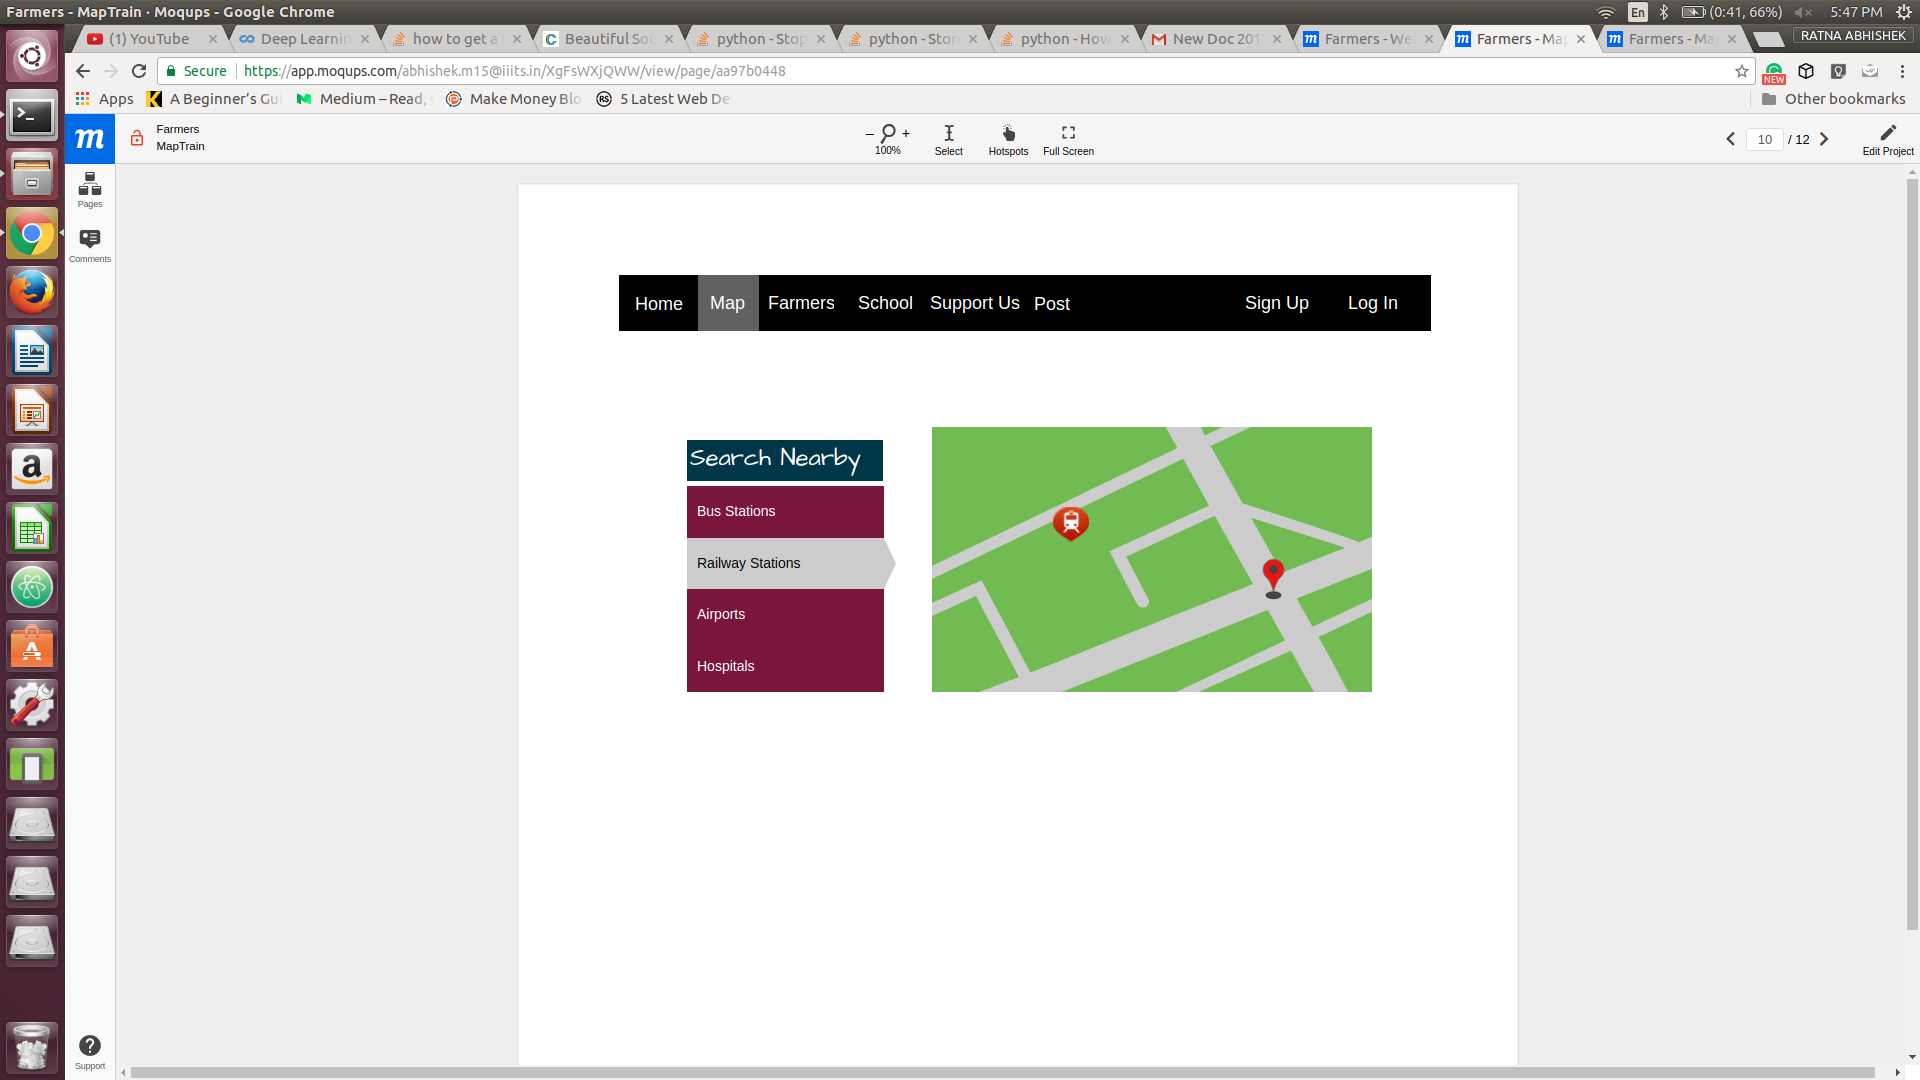 Farmers - MapTrain · Moqups - Google Chrome
En (0:41, 66%) 5:47 PM
(1) YouTube
Deep Learnin
how to get a
Beautiful Sou
python - Stop
python - Stor
python - How
New Doc 201
Farmers - We
Farmers - Ma
Farmers - Ma
RATNA ABHISHEK
Secure https://app.moqups.com/abhishek.m15@iiits.in/XgFsWXjQWW/view/page/aa97b0448
NEW
Apps
A Beginner's Gui
Medium – Read,
Make Money Blo
5 Latest Web De
Other bookmarks
m
Farmers
MapTrain
– +
100%
Select
Hotspots
Full Screen
10 / 12
Edit Project
Pages
Comments
Home Map Farmers School Support Us Post Sign Up Log In
Search Nearby
Bus Stations
Railway Stations
Airports
Hospitals
Support